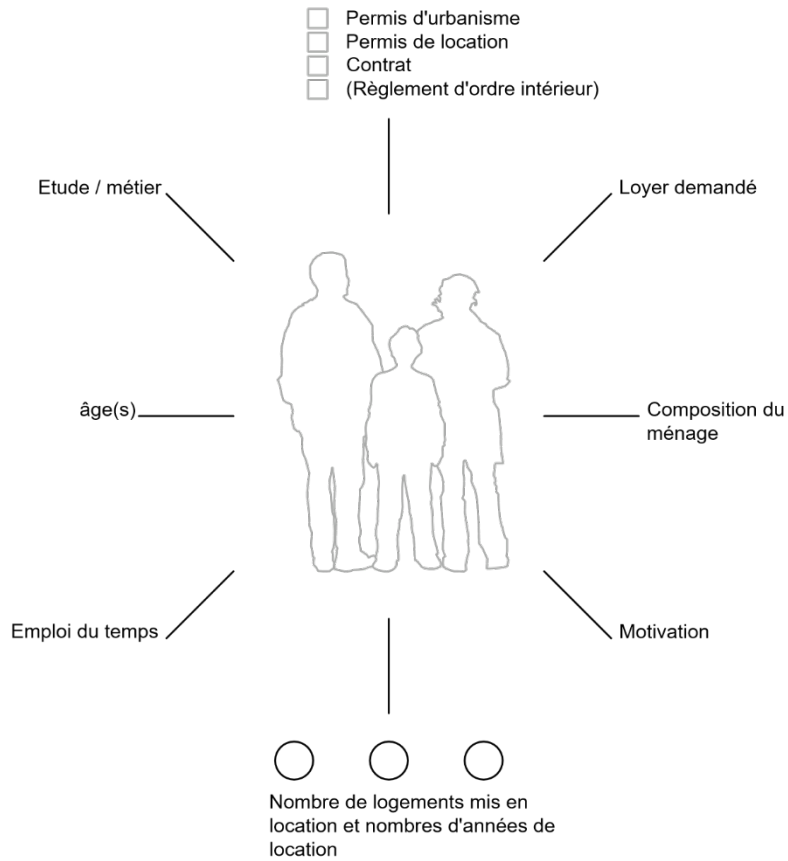 Permis d'urbanisme
Permis de location
Contrat
(Règlement d'ordre intérieur)
Etude / métier
Loyer demandé
âge(s)
Composition du
ménage
Emploi du temps
Motivation
Nombre de logements mis en
location et nombres d'années de
location